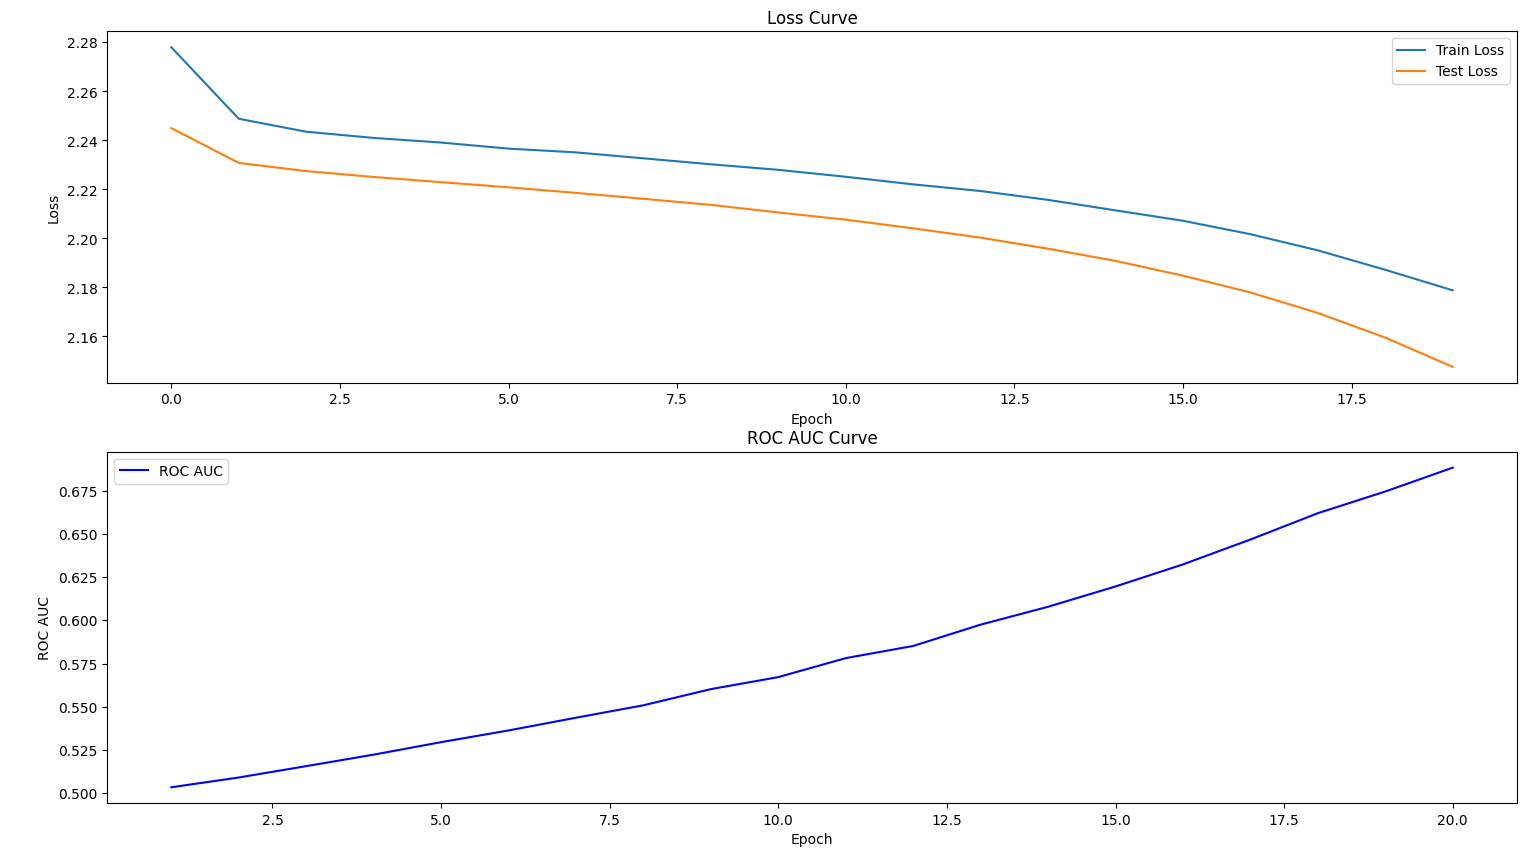 Loss Curve
2.28
2.26
2.24
2.22
2.20
2.18
2.16
Loss
Train Loss
Test Loss
0.0 2.5 5.0 7.5 10.0 12.5 15.0 17.5
Epoch
ROC AUC Curve
ROC AUC
0.675
0.650
0.625
0.600
0.575
0.550
0.525
0.500
ROC AUC
2.5 5.0 7.5 10.0 12.5 15.0 17.5 20.0
Epoch